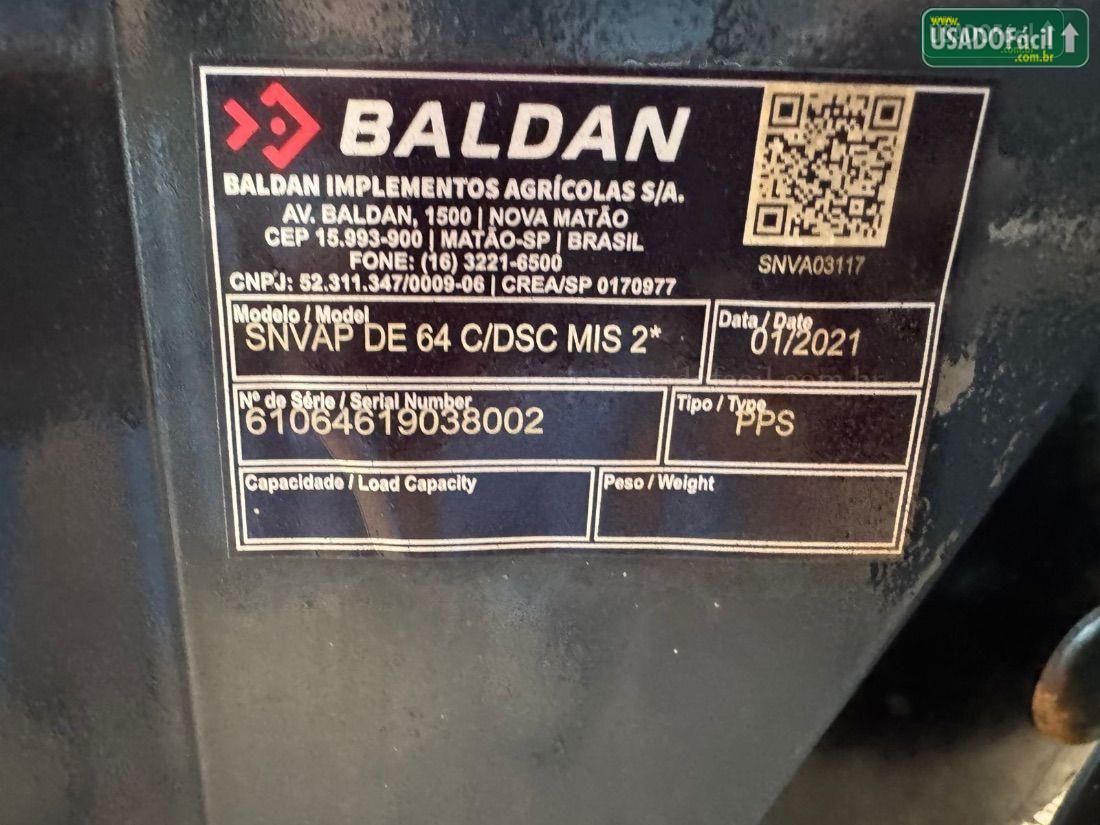 www.
USADOFácil
.com.br
BALDAN
BALDAN IMPLEMENTOS AGRÍCOLAS S/A.
AV. BALDAN, 1500 | NOVA MATÃO
CEP 15.993-900 | MATÃO-SP | BRASIL
FONE: (16) 3221-6500
CNPJ: 52.311.347/0009-06 | CREA/SP 0170977
SNVA03117
Modelo / Model
SNVAP DE 64 C/DSC MIS 2*
Data / Date
01/2021
Nº de Série / Serial Number
61064619038002
Tipo / Type
PPS
Capacidade / Load Capacity
Peso / Weight